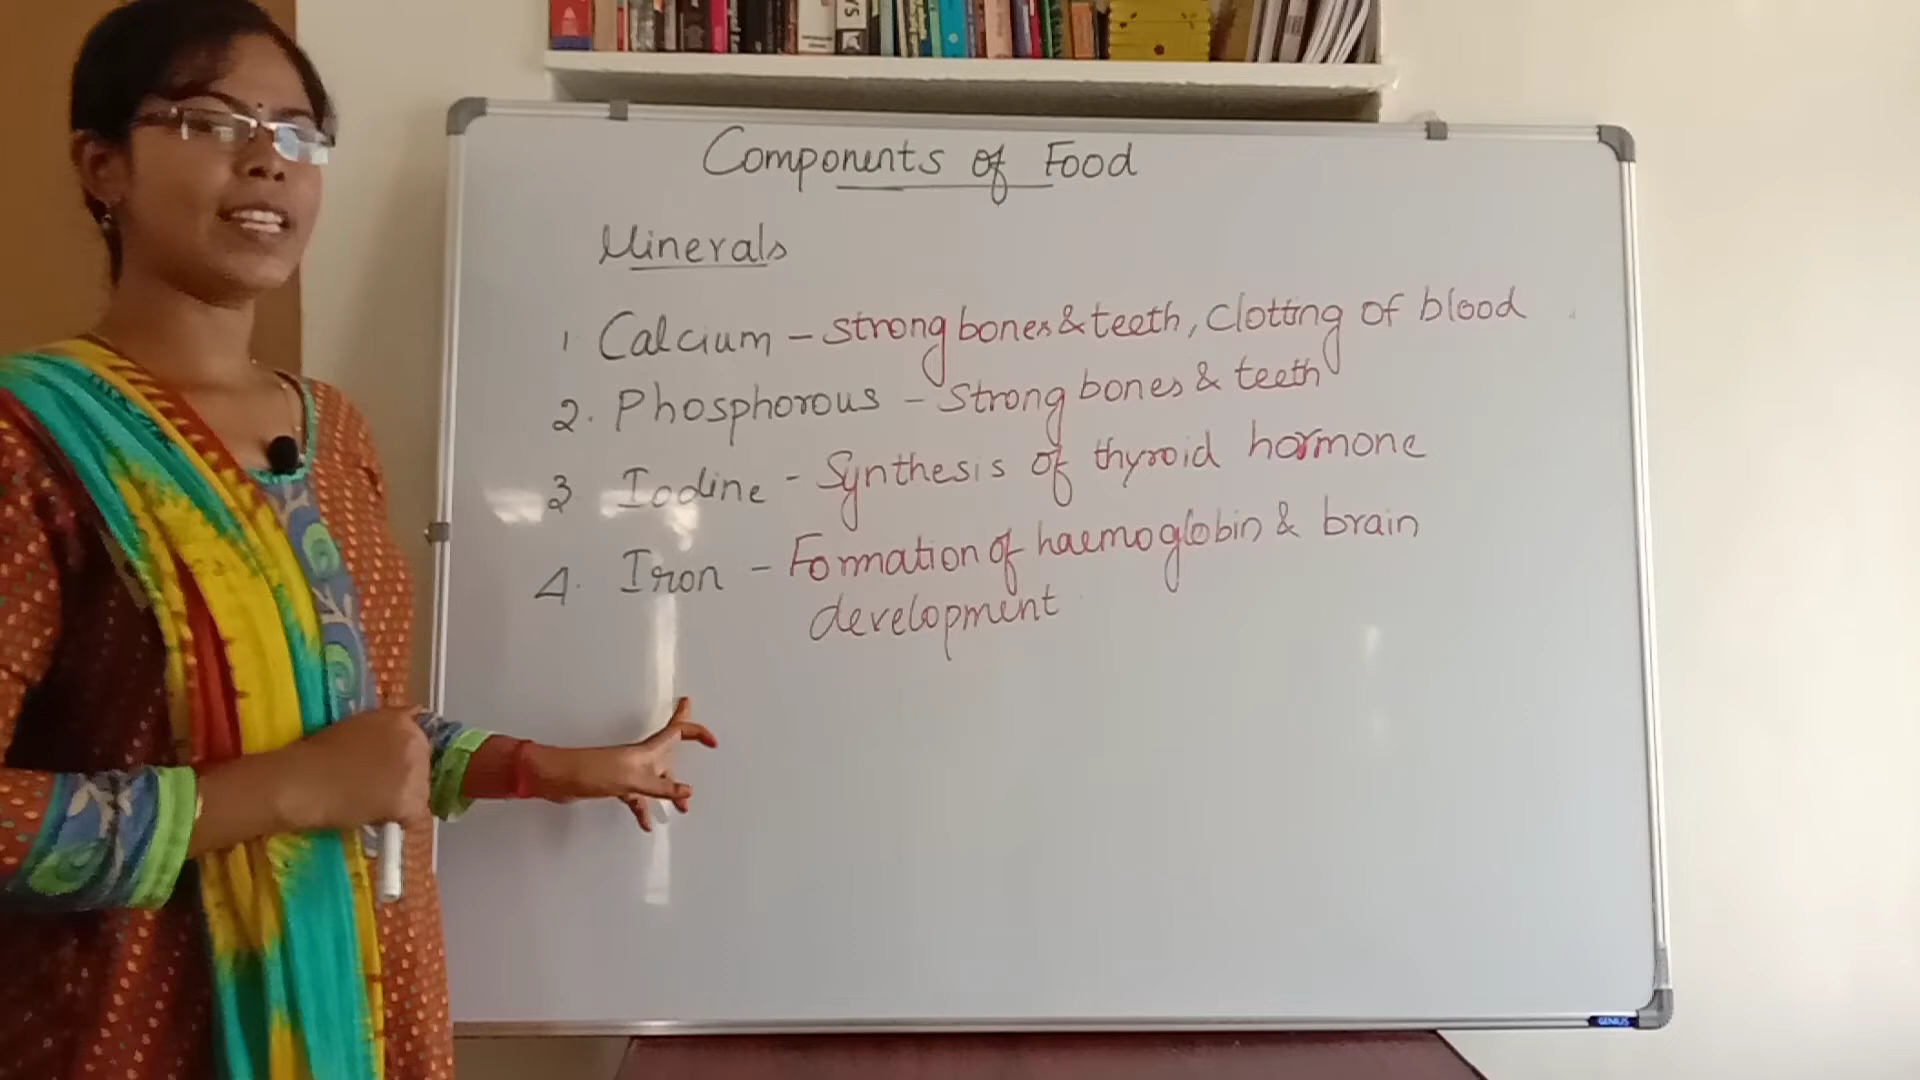 Components of Food
Minerals
1. Calcium - strong bones & teeth, Clotting of blood
2. Phosphorous - Strong bones & teeth
3 Iodine - Synthesis of thyroid hormone
4. Iron - Formation of haemoglobin & brain
development
GENIUS